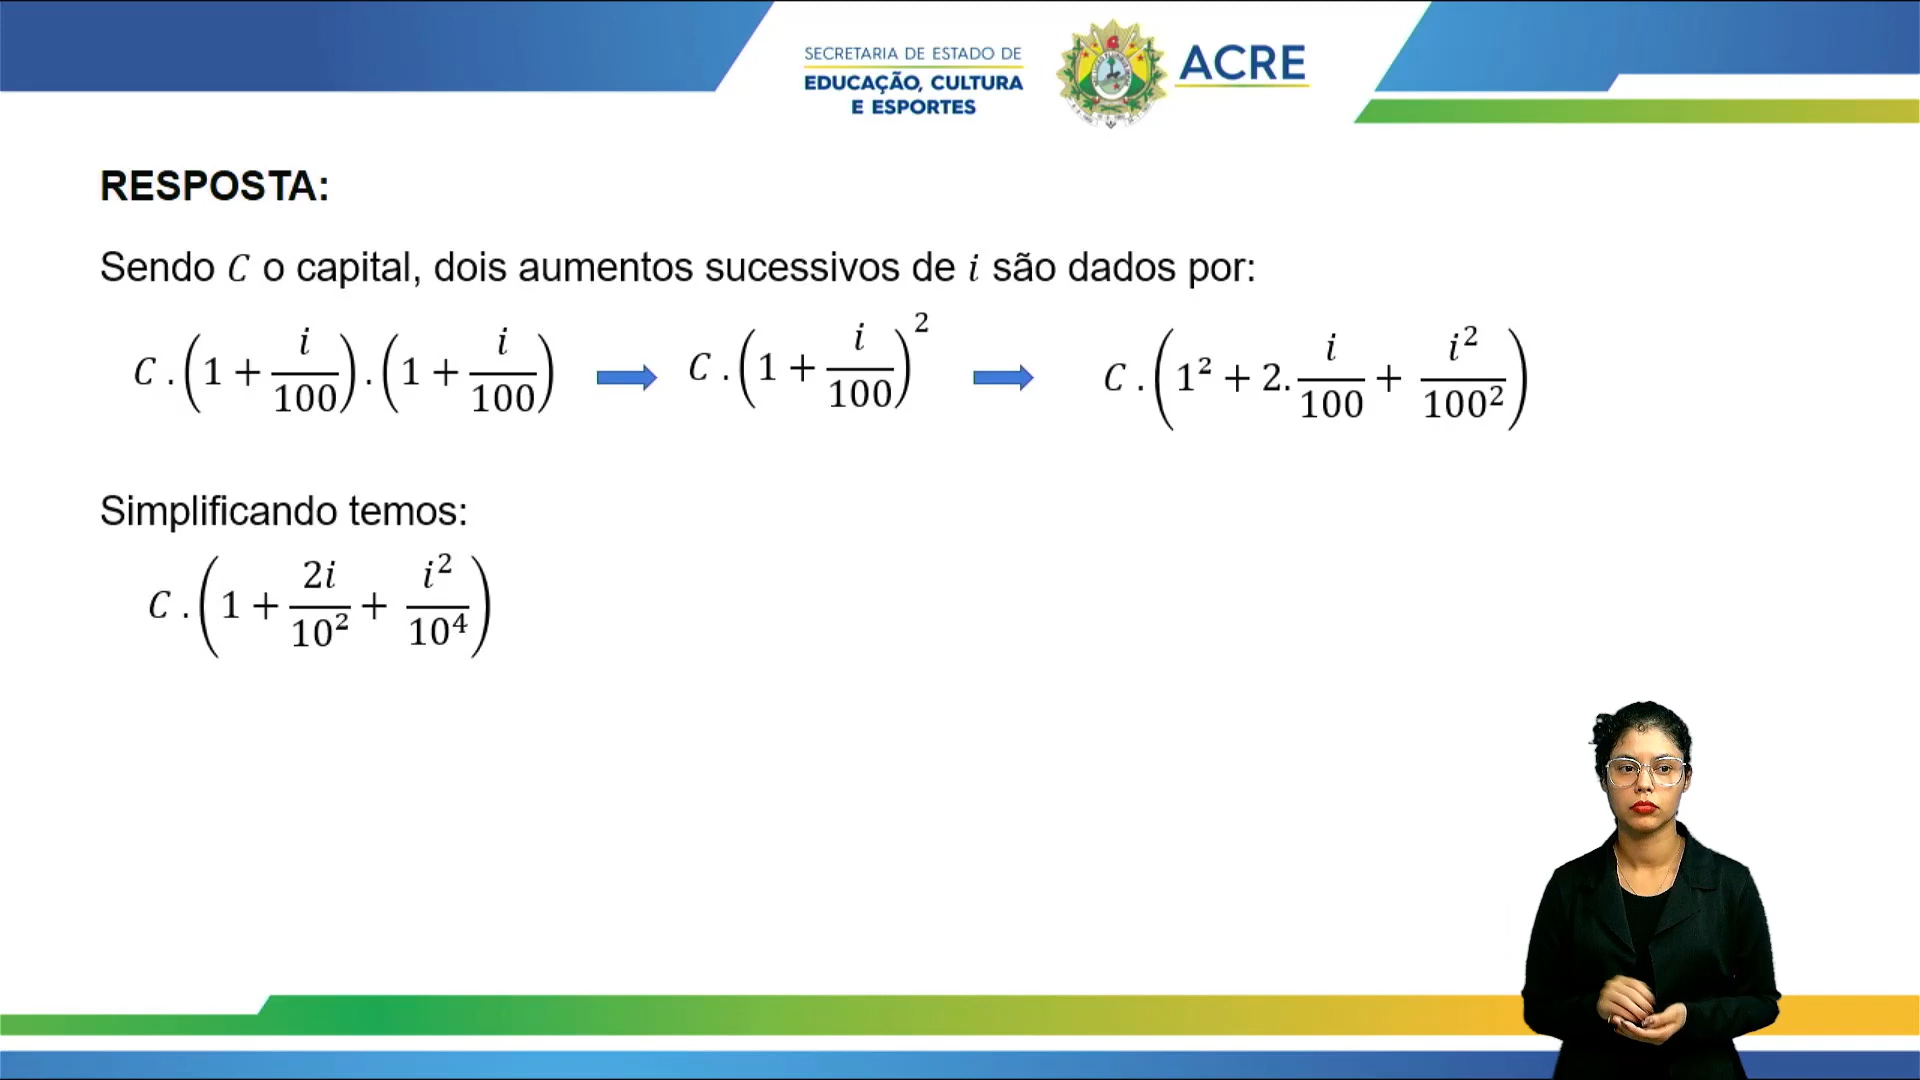 SECRETARIA DE ESTADO DE
EDUCAÇÃO, CULTURA
E ESPORTES
ACRE
RESPOSTA:
Sendo C o capital, dois aumentos sucessivos de i são dados por:
C . (1 + i/100) . (1 + i/100) C . (1 + i/100)² C . (1² + 2. i/100 + i²/100²)
Simplificando temos:
C . (1 + 2i/10² + i²/10⁴)